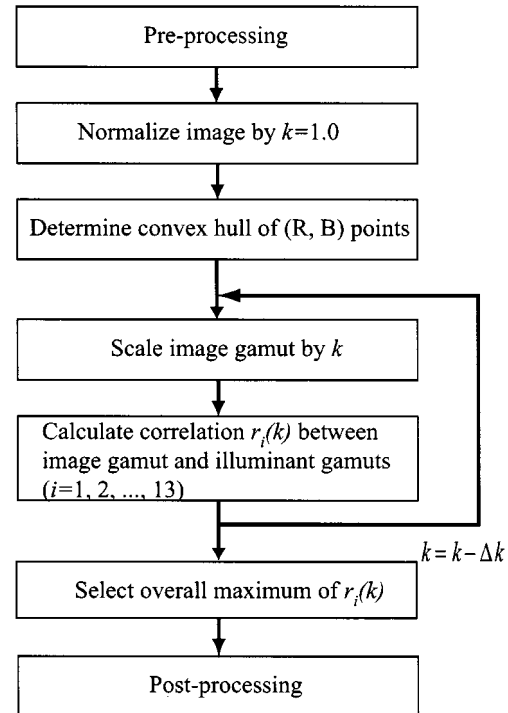 Pre-processing
Normalize image by k=1.0
Determine convex hull of (R, B) points
Scale image gamut by k
Calculate correlation r_i(k) between
image gamut and illuminant gamuts
(i=1, 2, ..., 13)
k = k − Δk
Select overall maximum of r_i(k)
Post-processing